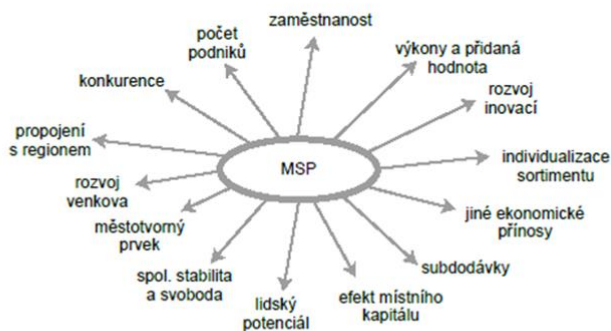 zaměstnanost
počet
podniků
výkony a přidaná
hodnota
konkurence
rozvoj
inovací
propojení
s regionem
MSP
individualizace
sortimentu
rozvoj
venkova
jiné ekonomické
přínosy
městotvorný
prvek
subdodávky
spol. stabilita
a svoboda
efekt místního
kapitálu
lidský
potenciál